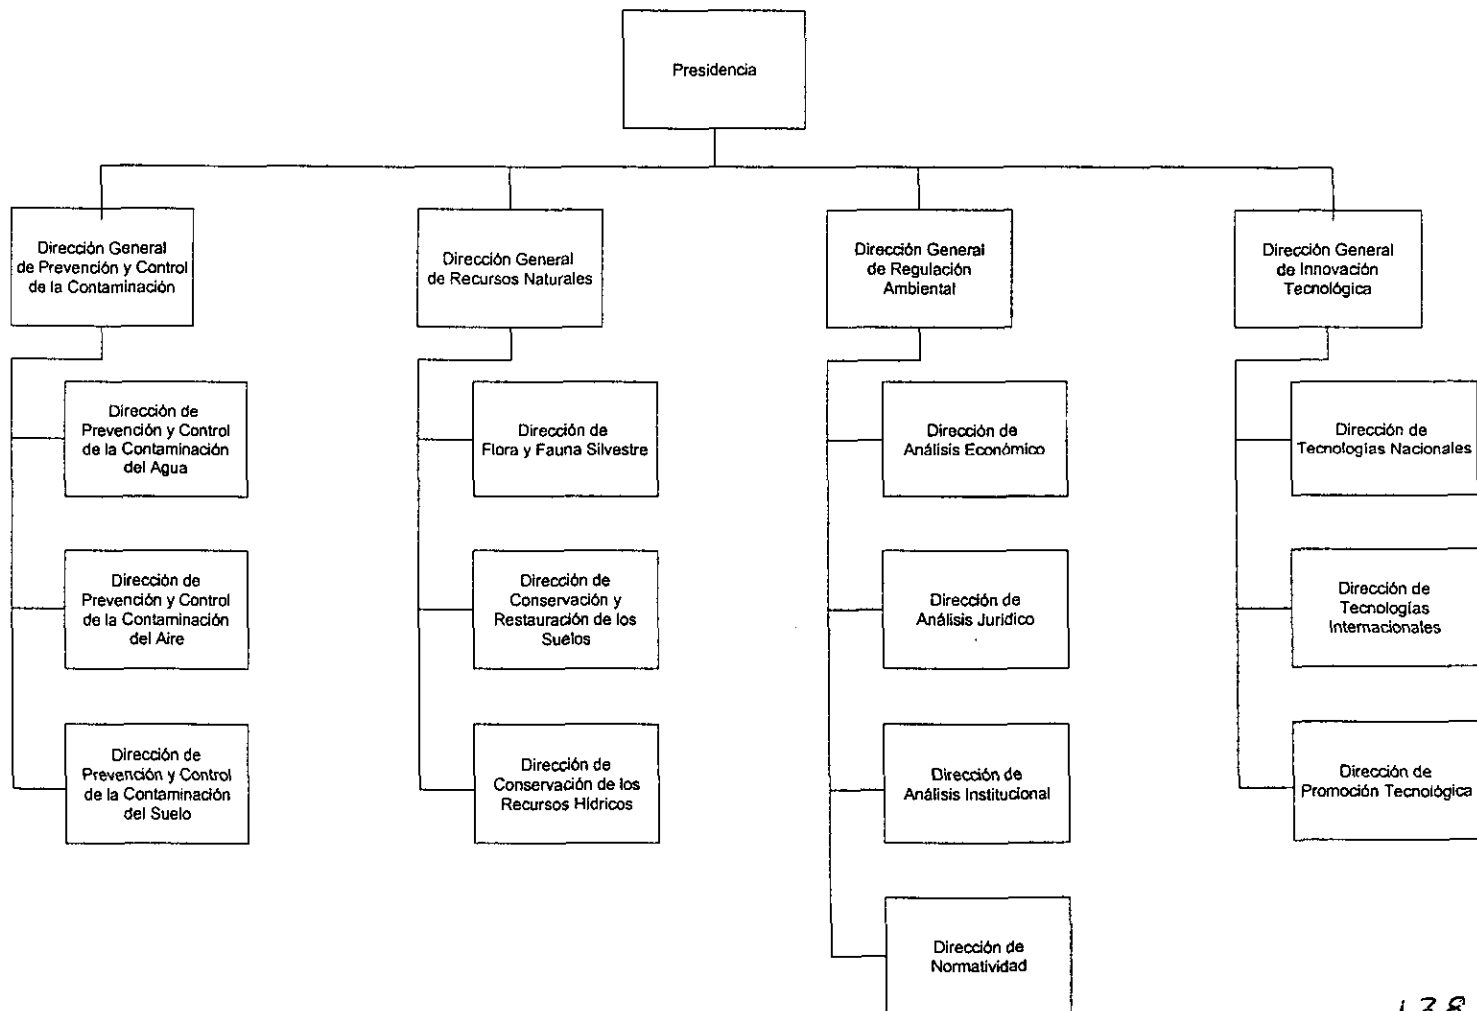 Presidencia
Dirección General
de Prevención y Control
de la Contaminación
Dirección General
de Recursos Naturales
Dirección General
de Regulación
Ambiental
Dirección General
de Innovación
Tecnológica
Dirección de
Prevención y Control
de la Contaminación
del Agua
Dirección de
Flora y Fauna Silvestre
Dirección de
Análisis Económico
Dirección de
Tecnologías Nacionales
Dirección de
Prevención y Control
de la Contaminación
del Aire
Dirección de
Conservación y
Restauración de los
Suelos
Dirección de
Análisis Jurídico
Dirección de
Tecnologías
Internacionales
Dirección de
Prevención y Control
de la Contaminación
del Suelo
Dirección de
Conservación de los
Recursos Hídricos
Dirección de
Análisis Institucional
Dirección de
Promoción Tecnológica
Dirección de
Normatividad
138